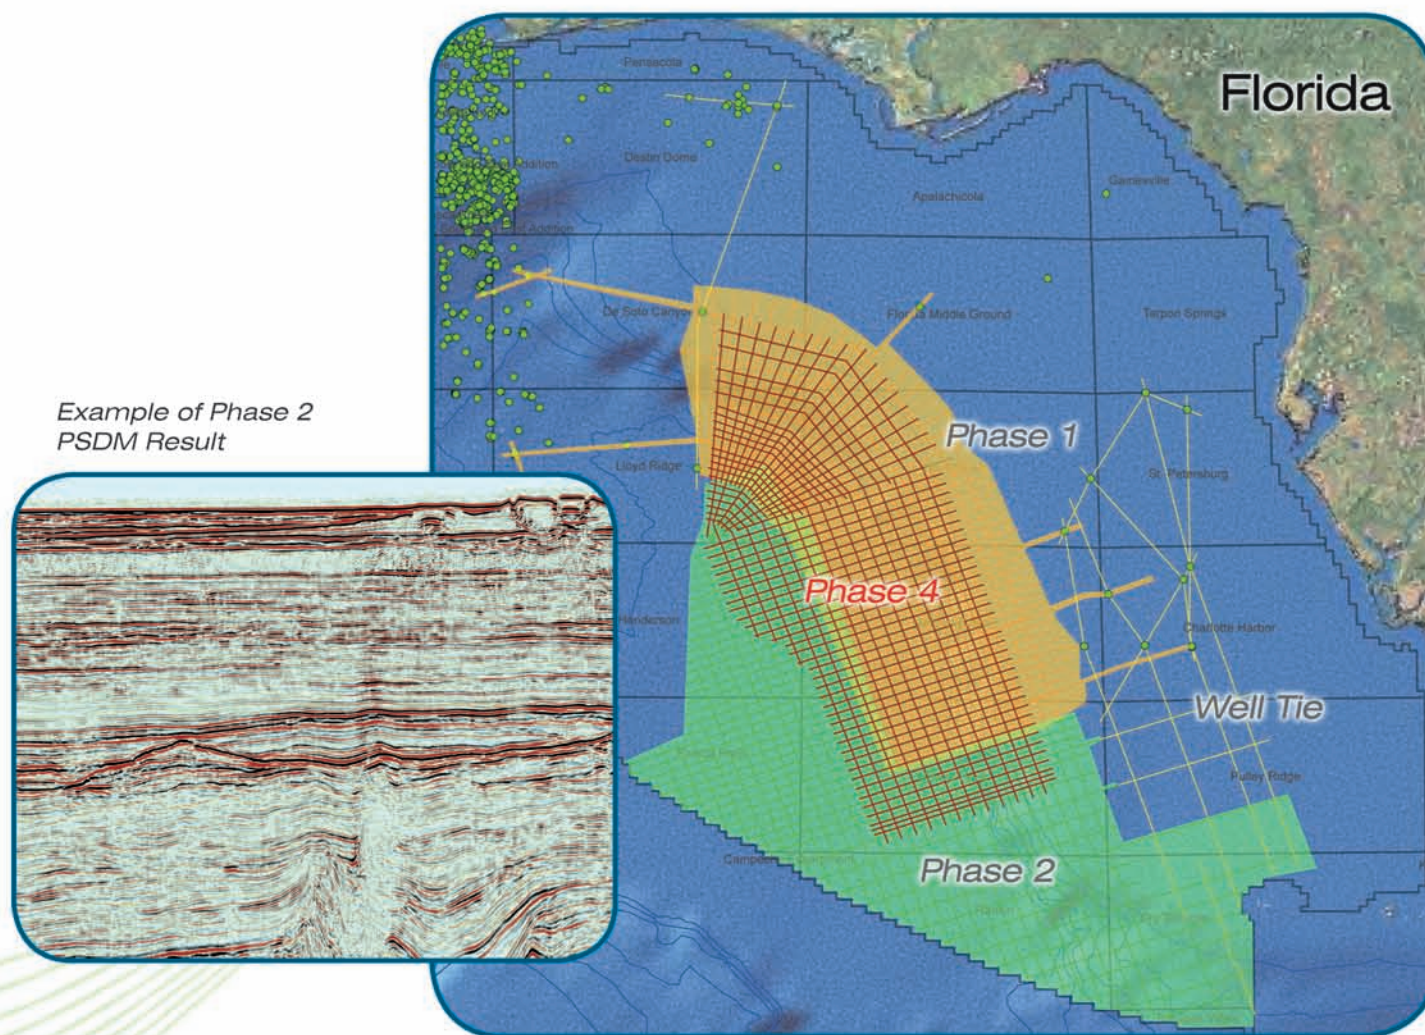 Florida
Pensacola
Destin Dome
Apalachicola
Gainesville
De Soto Canyon
Florida Middle Ground
Tarpon Springs
Example of Phase 2
PSDM Result
Phase 1
Lloyd Ridge
St. Petersburg
Phase 4
Henderson
Charlotte Harbor
Well Tie
Pulley Ridge
Phase 2